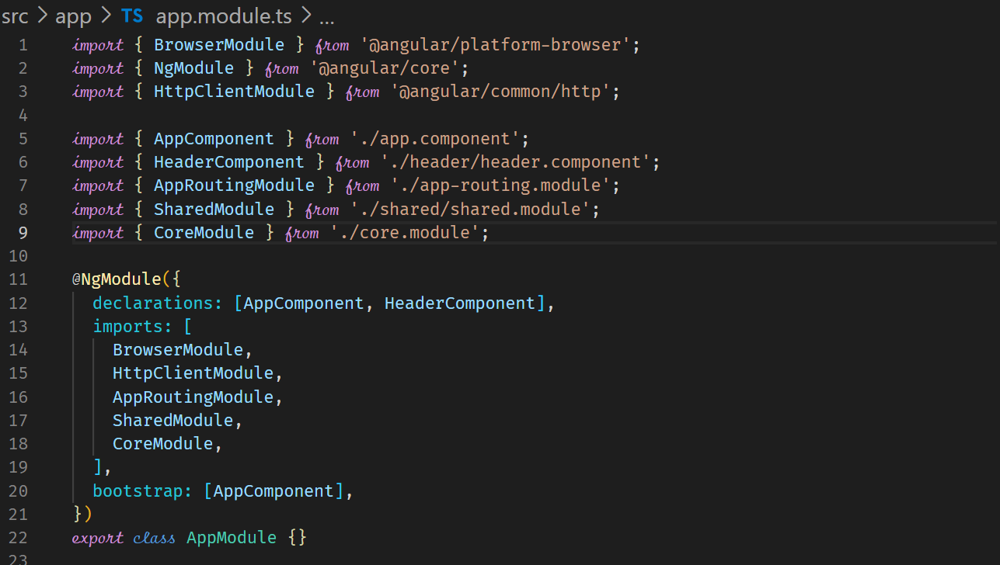 src > app > TS app.module.ts > ...
1 import { BrowserModule } from '@angular/platform-browser';
2 import { NgModule } from '@angular/core';
3 import { HttpClientModule } from '@angular/common/http';
4
5 import { AppComponent } from './app.component';
6 import { HeaderComponent } from './header/header.component';
7 import { AppRoutingModule } from './app-routing.module';
8 import { SharedModule } from './shared/shared.module';
9 import { CoreModule } from './core.module';
10
11 @NgModule({
12   declarations: [AppComponent, HeaderComponent],
13   imports: [
14     BrowserModule,
15     HttpClientModule,
16     AppRoutingModule,
17     SharedModule,
18     CoreModule,
19   ],
20   bootstrap: [AppComponent],
21 })
22 export class AppModule {}
23